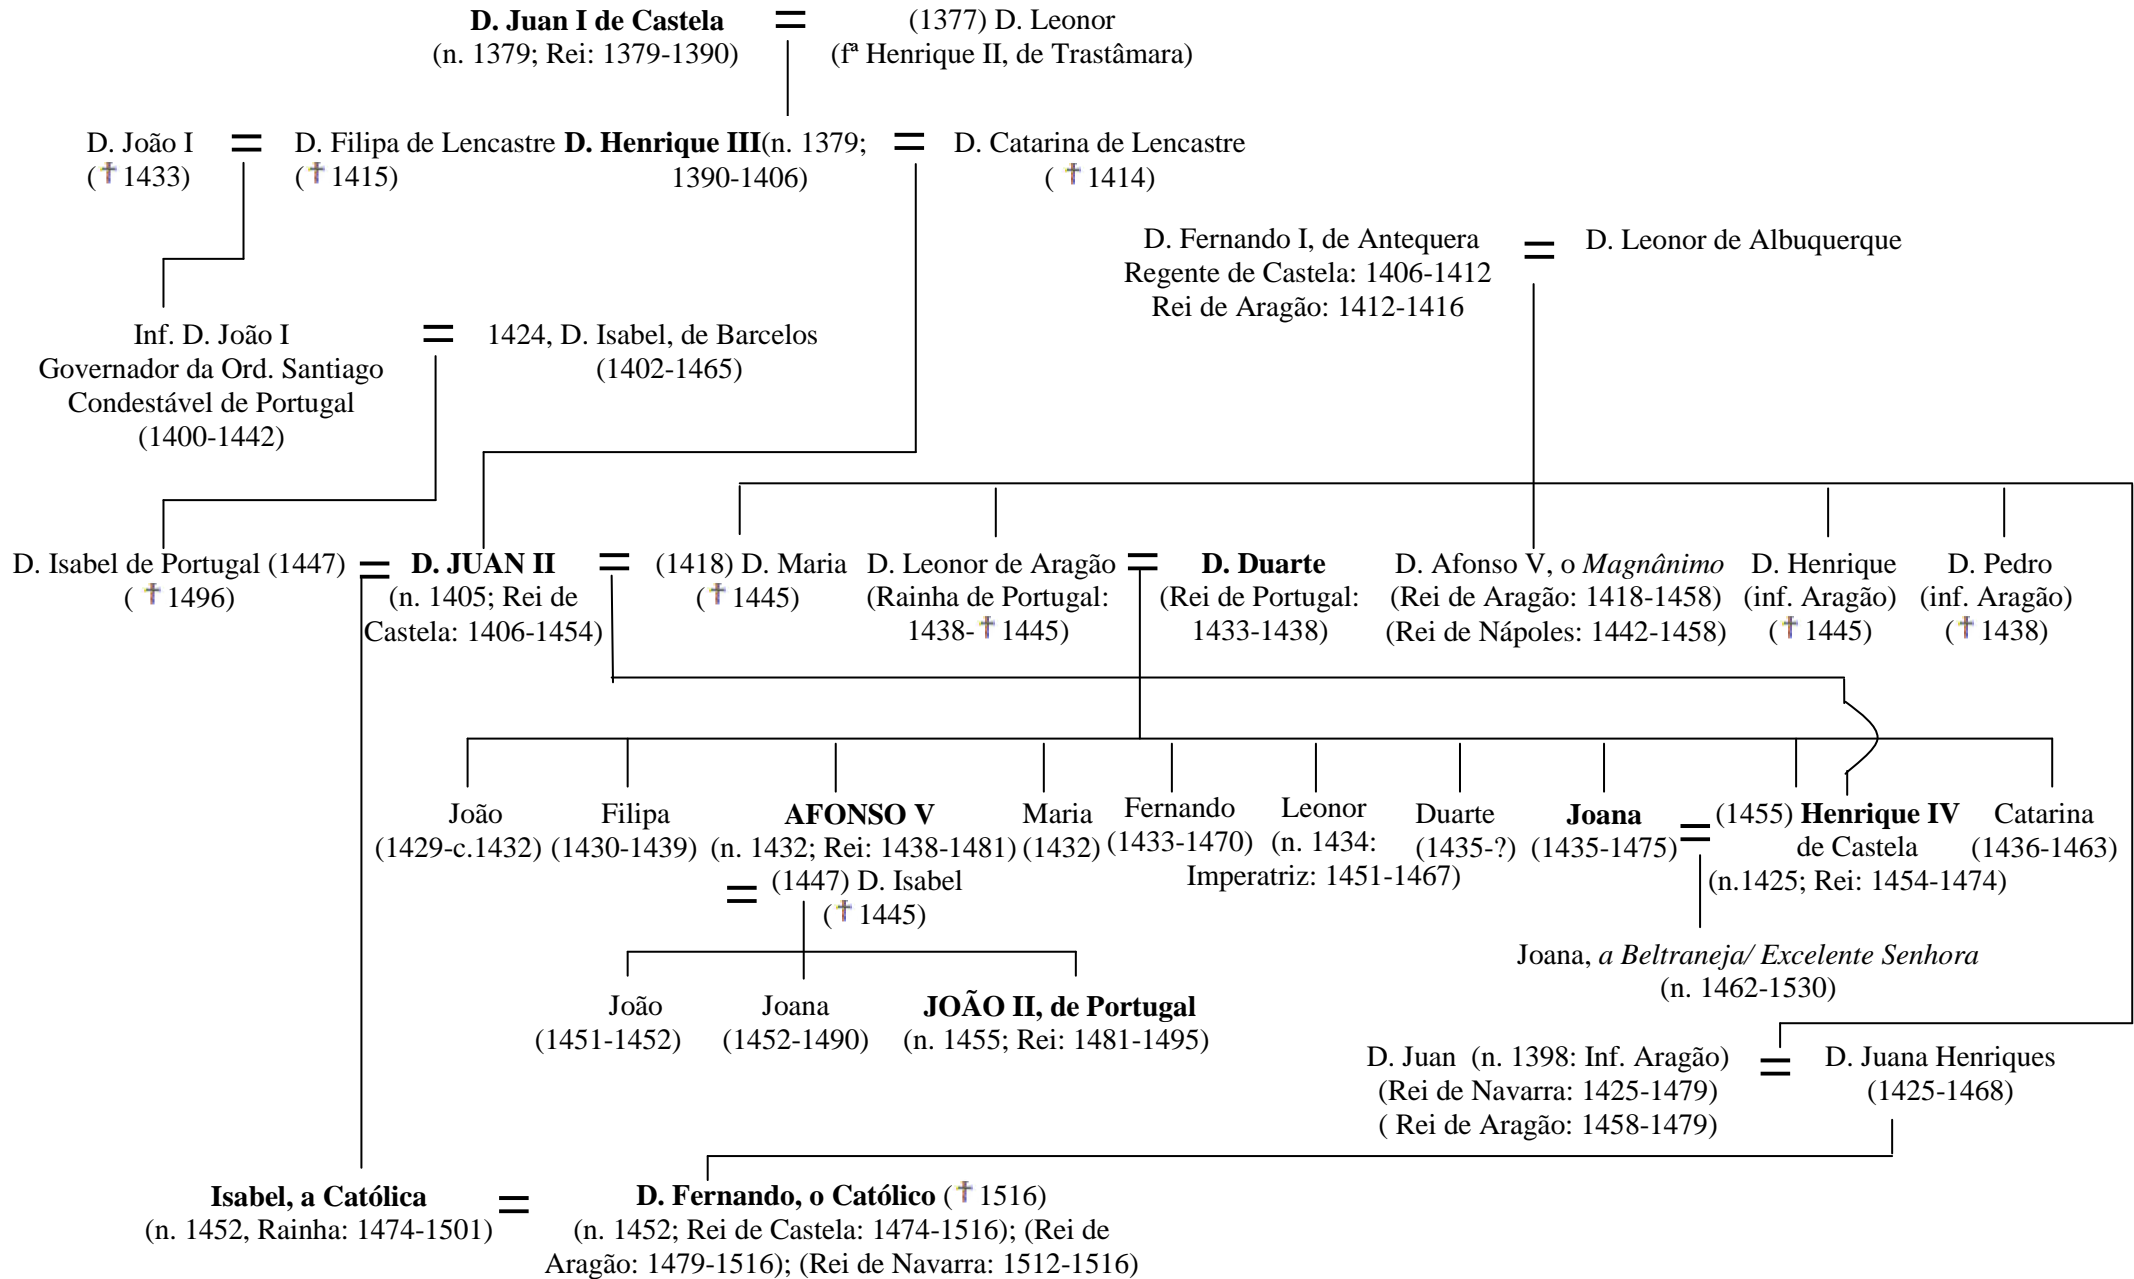 D. Juan I de Castela = (1377) D. Leonor
(n. 1379; Rei: 1379-1390) (fª Henrique II, de Trastâmara)
D. João I = D. Filipa de Lencastre D. Henrique III(n. 1379; = D. Catarina de Lencastre
( † 1433) ( † 1415) 1390-1406) ( † 1414)
D. Fernando I, de Antequera = D. Leonor de Albuquerque
Regente de Castela: 1406-1412
Rei de Aragão: 1412-1416
Inf. D. João I = 1424, D. Isabel, de Barcelos
Governador da Ord. Santiago (1402-1465)
Condestável de Portugal
(1400-1442)
D. Isabel de Portugal (1447) = D. JUAN II = (1418) D. Maria D. Leonor de Aragão = D. Duarte D. Afonso V, o Magnânimo D. Henrique D. Pedro
( † 1496) (n. 1405; Rei de ( † 1445) (Rainha de Portugal: (Rei de Portugal: (Rei de Aragão: 1418-1458) (inf. Aragão) (inf. Aragão)
Castela: 1406-1454) 1438- † 1445) 1433-1438) (Rei de Nápoles: 1442-1458) ( † 1445) ( † 1438)
João Filipa AFONSO V Maria Fernando Leonor Duarte Joana = (1455) Henrique IV Catarina
(1429-c.1432) (1430-1439) (n. 1432; Rei: 1438-1481) (1432) (1433-1470) (n. 1434: (1435-?) (1435-1475) de Castela (1436-1463)
= (1447) D. Isabel Imperatriz: 1451-1467) (n.1425; Rei: 1454-1474)
( † 1445)
Joana, a Beltraneja/ Excelente Senhora
(n. 1462-1530)
João Joana JOÃO II, de Portugal
(1451-1452) (1452-1490) (n. 1455; Rei: 1481-1495)
D. Juan (n. 1398: Inf. Aragão) = D. Juana Henriques
(Rei de Navarra: 1425-1479) (1425-1468)
( Rei de Aragão: 1458-1479)
Isabel, a Católica = D. Fernando, o Católico ( † 1516)
(n. 1452, Rainha: 1474-1501) (n. 1452; Rei de Castela: 1474-1516); (Rei de
Aragão: 1479-1516); (Rei de Navarra: 1512-1516)